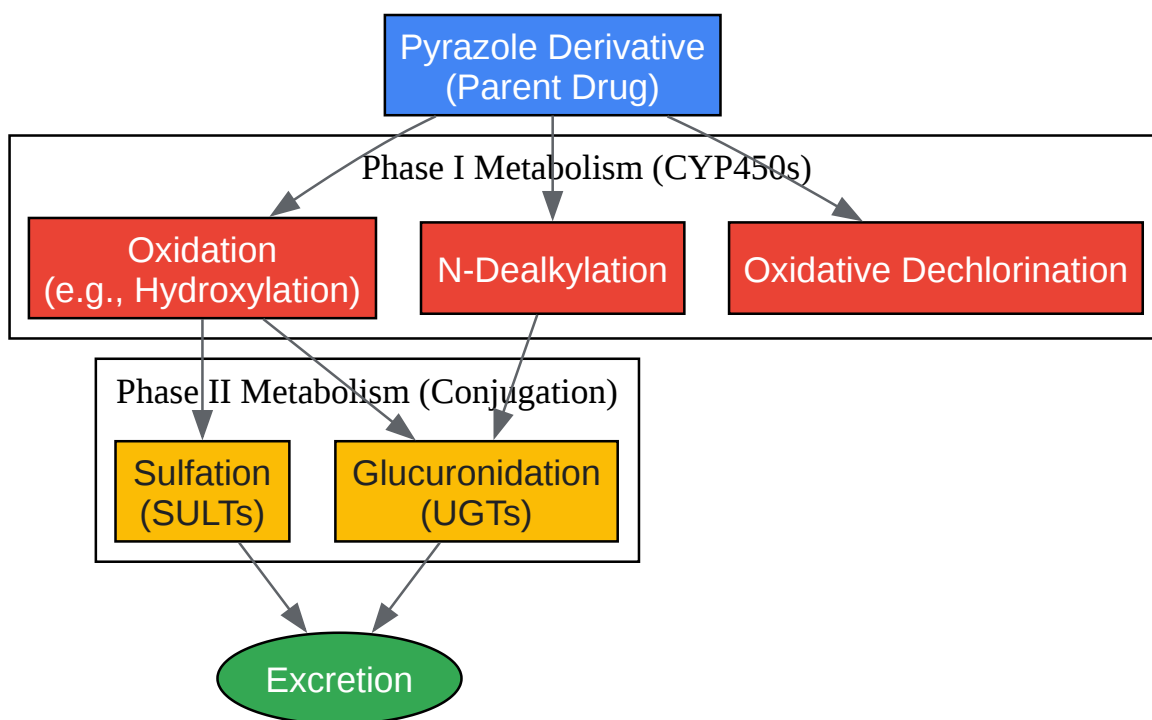 Pyrazole Derivative
(Parent Drug)
Phase I Metabolism (CYP450s)
Oxidation
(e.g., Hydroxylation)
N-Dealkylation
Oxidative Dechlorination
Phase II Metabolism (Conjugation)
Sulfation
(SULTs)
Glucuronidation
(UGTs)
Excretion